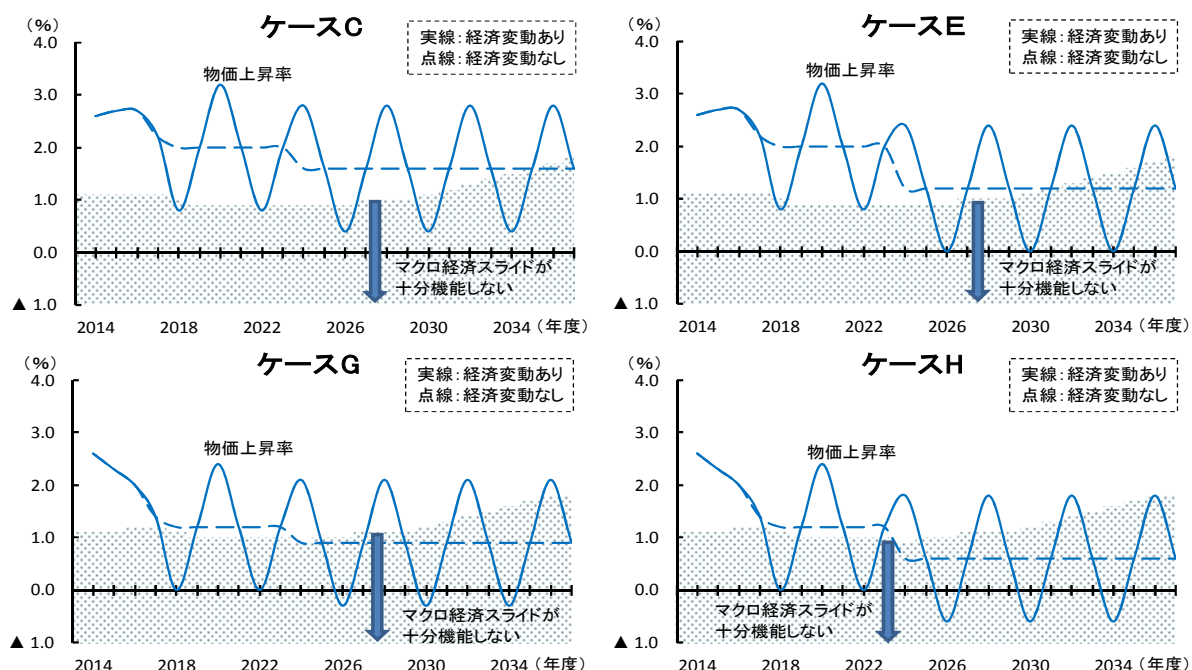 ケースC
(%)
実線:経済変動あり
点線:経済変動なし
物価上昇率
4.0
3.0
2.0
1.0
0.0
▲ 1.0
マクロ経済スライドが
十分機能しない
2014 2018 2022 2026 2030 2034 (年度)
ケースE
(%)
実線:経済変動あり
点線:経済変動なし
物価上昇率
4.0
3.0
2.0
1.0
0.0
▲ 1.0
マクロ経済スライドが
十分機能しない
2014 2018 2022 2026 2030 2034 (年度)
ケースG
(%)
実線:経済変動あり
点線:経済変動なし
物価上昇率
4.0
3.0
2.0
1.0
0.0
▲ 1.0
マクロ経済スライドが
十分機能しない
2014 2018 2022 2026 2030 2034 (年度)
ケースH
(%)
実線:経済変動あり
点線:経済変動なし
物価上昇率
4.0
3.0
2.0
1.0
0.0
▲ 1.0
マクロ経済スライドが
十分機能しない
2014 2018 2022 2026 2030 2034 (年度)